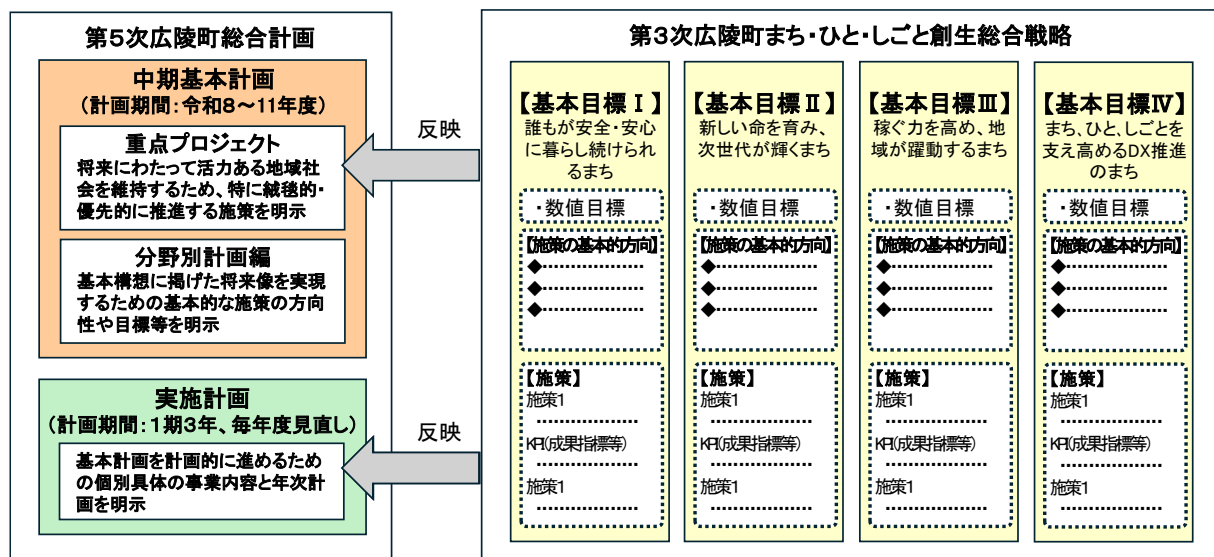 第5次広陵町総合計画
中期基本計画
(計画期間:令和8～11年度)
重点プロジェクト
将来にわたって活力ある地域社
会を維持するため、特に絨毯的・
優先的に推進する施策を明示
分野別計画編
基本構想に掲げた将来像を実現
するための基本的な施策の方向
性や目標等を明示
実施計画
(計画期間:1期3年、毎年度見直し)
基本計画を計画的に進めるため
の個別具体の事業内容と年次計
画を明示
反映
反映
第3次広陵町まち・ひと・しごと創生総合戦略
【基本目標Ⅰ】
誰もが安全・安心
に暮らし続けられ
るまち
・数値目標
【施策の基本的方向】
◆……………
◆……………
◆……………
【施策】
施策1
……………
KPI(成果指標等)
……………
施策1
……………
【基本目標Ⅱ】
新しい命を育み、
次世代が輝くまち
・数値目標
【施策の基本的方向】
◆……………
◆……………
◆……………
【施策】
施策1
……………
KPI(成果指標等)
……………
施策1
……………
【基本目標Ⅲ】
稼ぐ力を高め、地
域が躍動するまち
・数値目標
【施策の基本的方向】
◆……………
◆……………
◆……………
【施策】
施策1
……………
KPI(成果指標等)
……………
施策1
……………
【基本目標Ⅳ】
まち、ひと、しごとを
支え高めるDX推進
のまち
・数値目標
【施策の基本的方向】
◆……………
◆……………
◆……………
【施策】
施策1
……………
KPI(成果指標等)
……………
施策1
……………